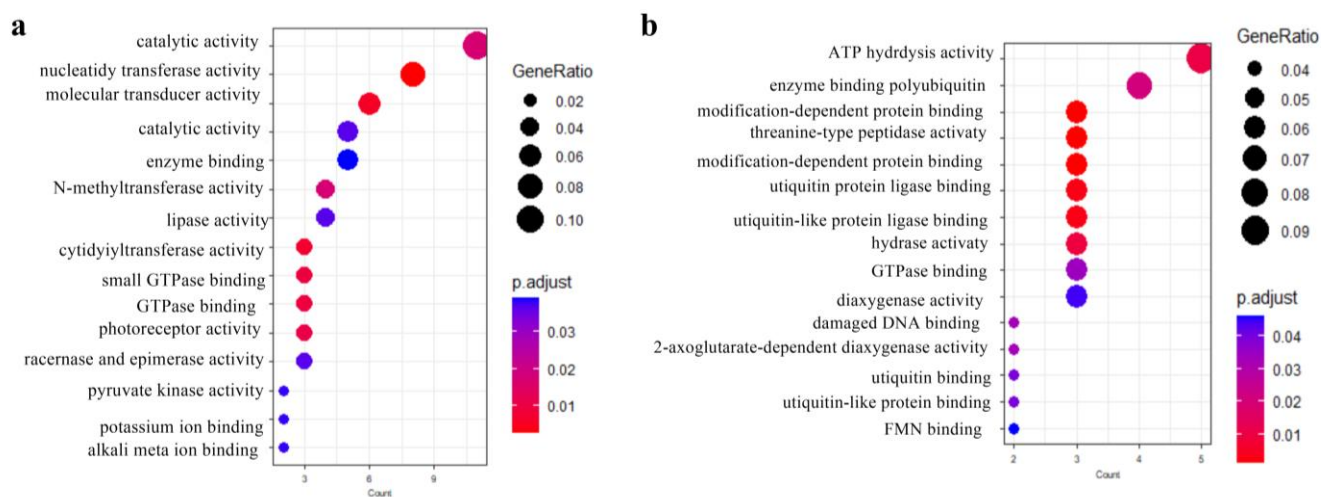 a
catalytic activity
nucleatidy transferase activity
molecular transducer activity
catalytic activity
enzyme binding
N-methyltransferase activity
lipase activity
cytidyiyltransferase activity
small GTPase binding
GTPase binding
photoreceptor activity
racernase and epimerase activity
pyruvate kinase activity
potassium ion binding
alkali meta ion binding
3 6 9
Count
GeneRatio
0.02
0.04
0.06
0.08
0.10
p.adjust
0.03
0.02
0.01
b
ATP hydrdysis activity
enzyme binding polyubiquitin
modification-dependent protein binding
threanine-type peptidase activaty
modification-dependent protein binding
utiquitin protein ligase binding
utiquitin-like protein ligase binding
hydrase activaty
GTPase binding
diaxygenase activity
damaged DNA binding
2-axoglutarate-dependent diaxygenase activity
utiquitin binding
utiquitin-like protein binding
FMN binding
2 3 4 5
Count
GeneRatio
0.04
0.05
0.06
0.07
0.08
0.09
p.adjust
0.04
0.03
0.02
0.01